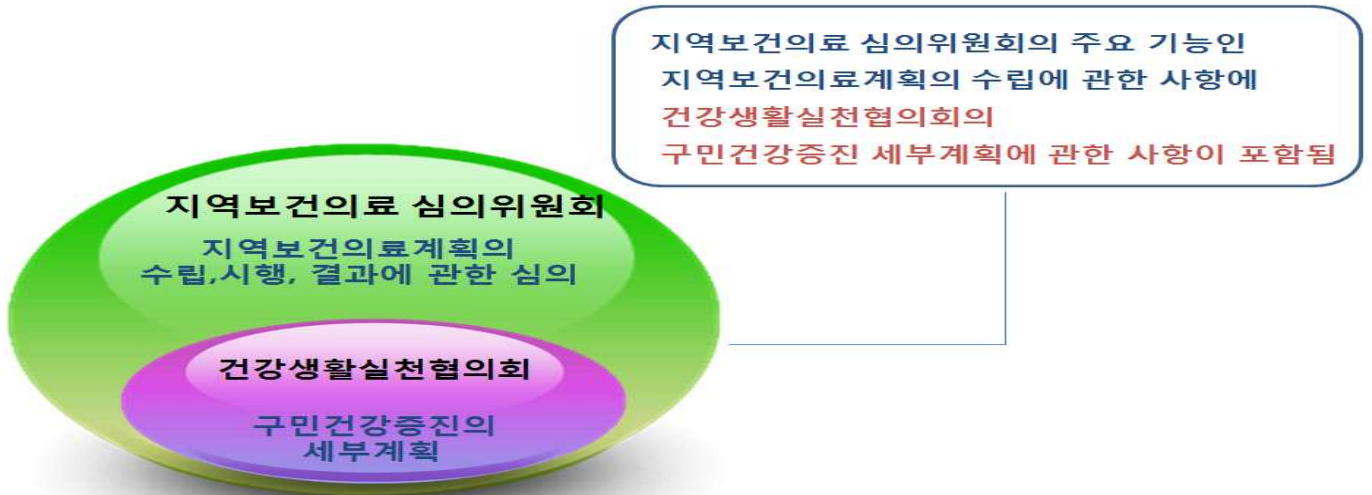 지역보건의료 심의위원회의 주요 기능인
지역보건의료계획의 수립에 관한 사항에
건강생활실천협의회의
구민건강증진 세부계획에 관한 사항이 포함됨
지역보건의료 심의위원회
지역보건의료계획의
수립,시행, 결과에 관한 심의
건강생활실천협의회
구민건강증진의
세부계획